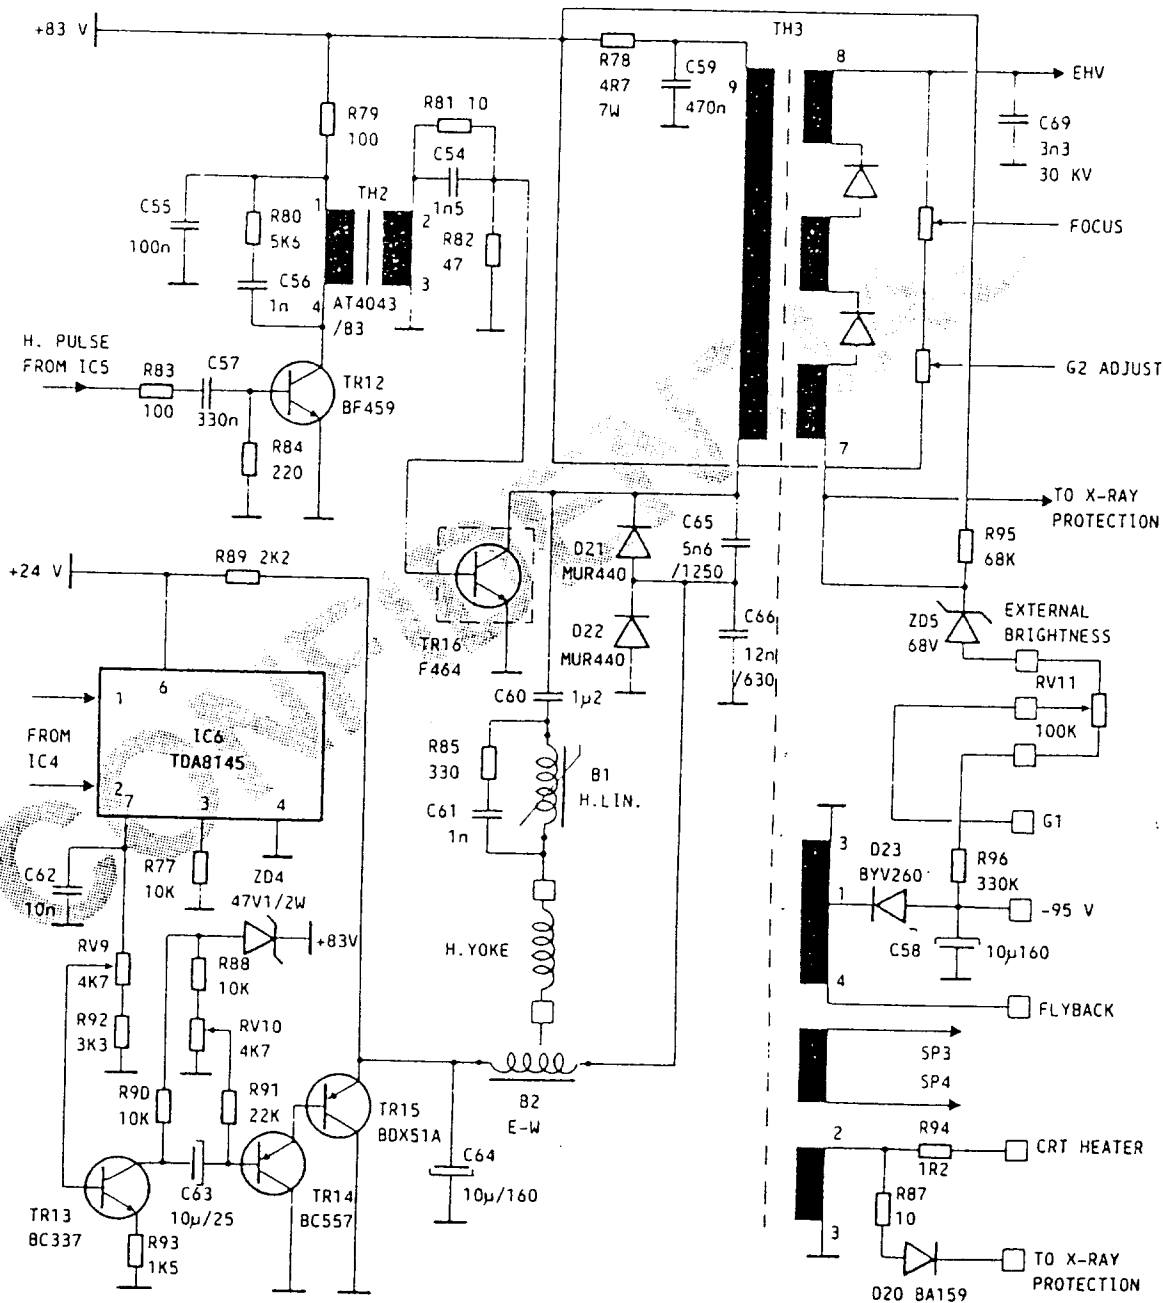 +83 V
TH3
R78
4R7
7W
C59
470n
9
8
EHV
R81 10
R79
100
C54
1n5
C69
3n3
30 KV
TH2
C55
100n
R80
5K6
1
2
R82
47
FOCUS
C56
1n
4
3
AT4043
/83
H. PULSE
FROM IC5
R83
100
C57
330n
TR12
BF459
G2 ADJUST
R84
220
7
TO X-RAY
PROTECTION
R89 2K2
+24 V
D21
MUR440
C65
5n6
/1250
R95
68K
TR16
F464
D22
MUR440
C66
12n
/630
ZD5
68V
EXTERNAL
BRIGHTNESS
6
1
FROM
IC4
2
IC6
TDA8145
7
3
4
C60
1µ2
RV11
100K
R85
330
B1
H.LIN.
C61
1n
G1
C62
10n
R77
10K
ZD4
47V1/2W
3
D23
BYV260
R96
330K
1
-95 V
+83V
RV9
4K7
R88
10K
H.YOKE
C58
10µ160
4
FLYBACK
R92
3K3
RV10
4K7
SP3
SP4
R90
10K
R91
22K
TR15
BDX51A
B2
E-W
C64
10µ/160
2
R94
1R2
CRT HEATER
C63
10µ/25
TR14
BC557
R87
10
TR13
BC337
R93
1K5
3
TO X-RAY
PROTECTION
D20 BA159